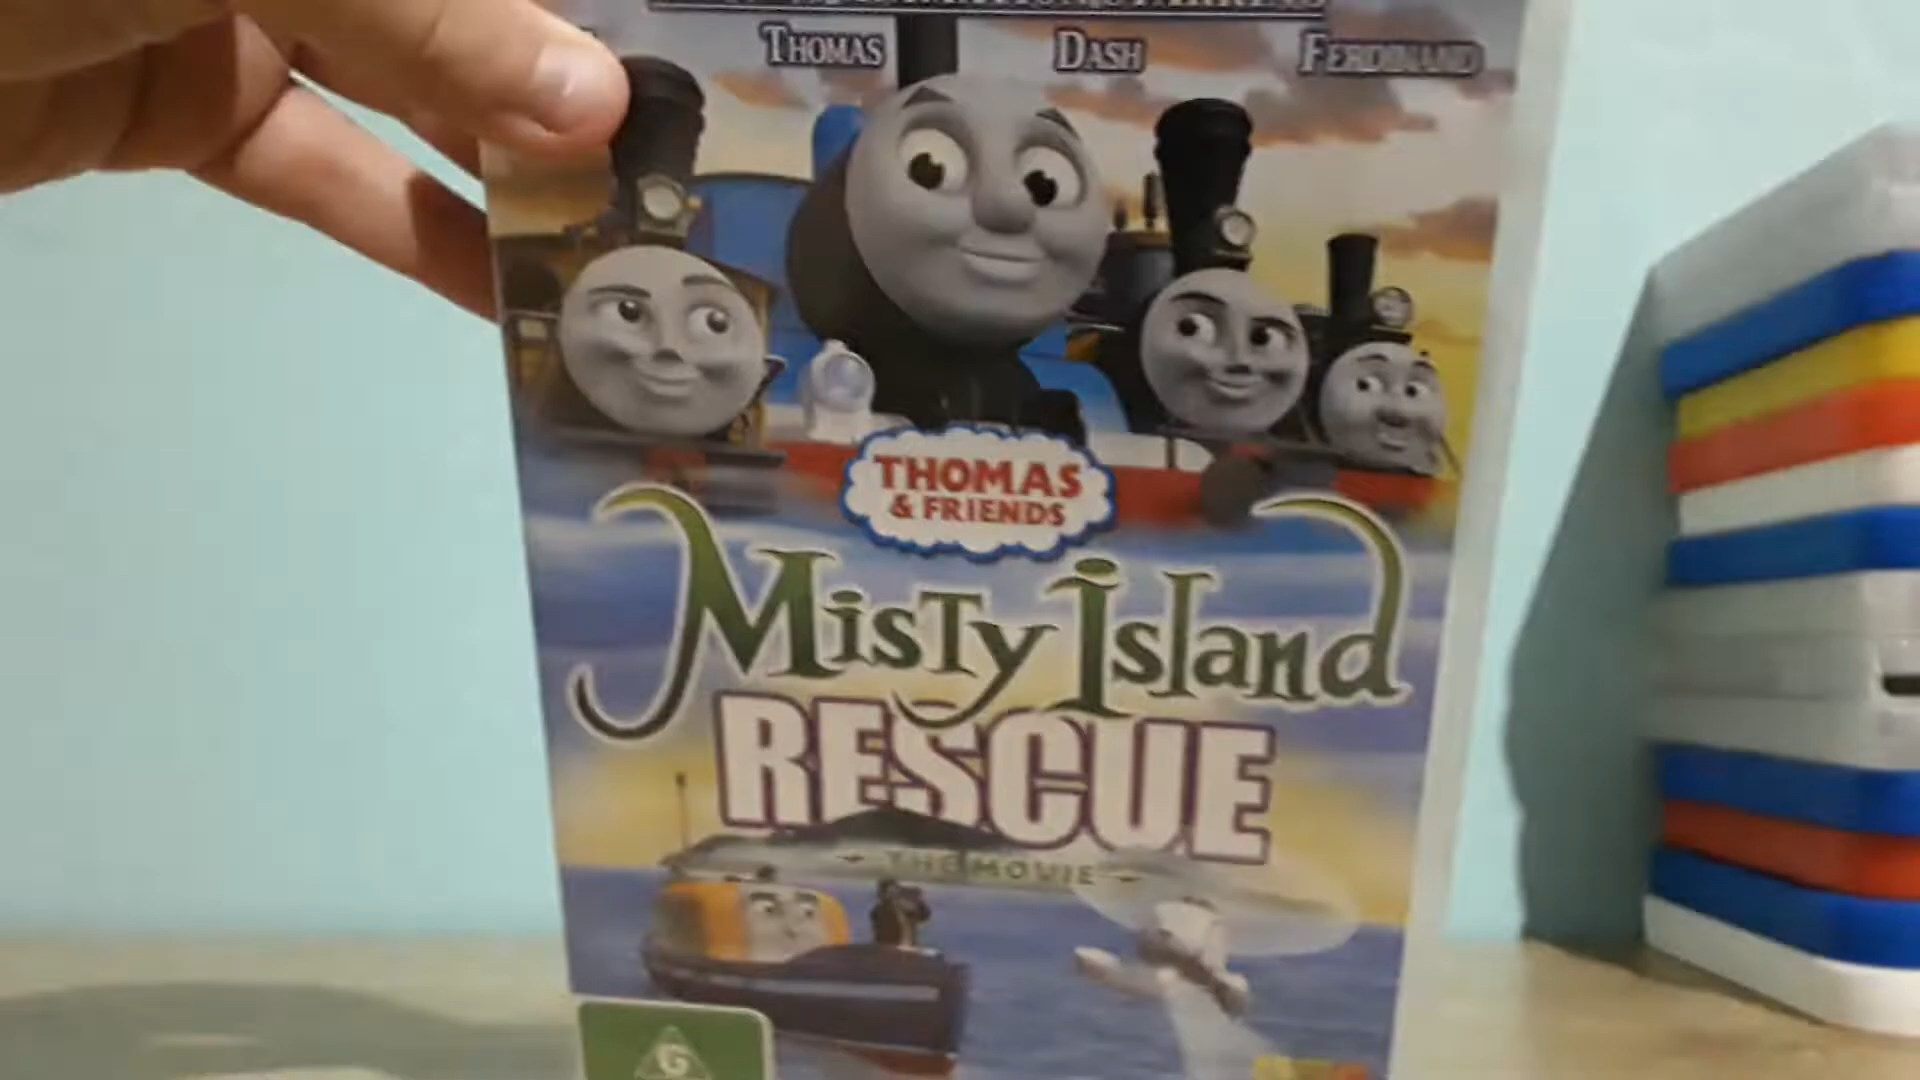 THOMAS DASH FERDINAND
THOMAS
& FRIENDS
Misty Island
RESCUE
THE MOVIE
G